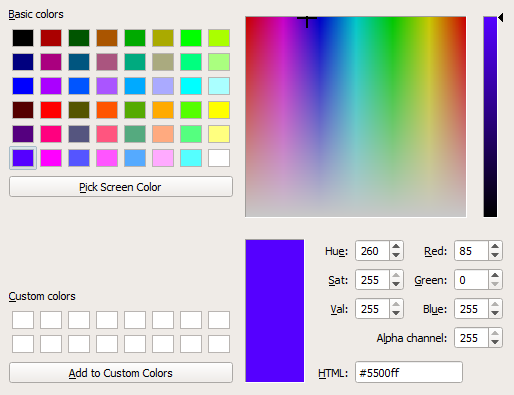 Basic colors
Pick Screen Color
Hue: 260 Red: 85
Sat: 255 Green: 0
Val: 255 Blue: 255
Custom colors
Alpha channel: 255
Add to Custom Colors
HTML: #5500ff